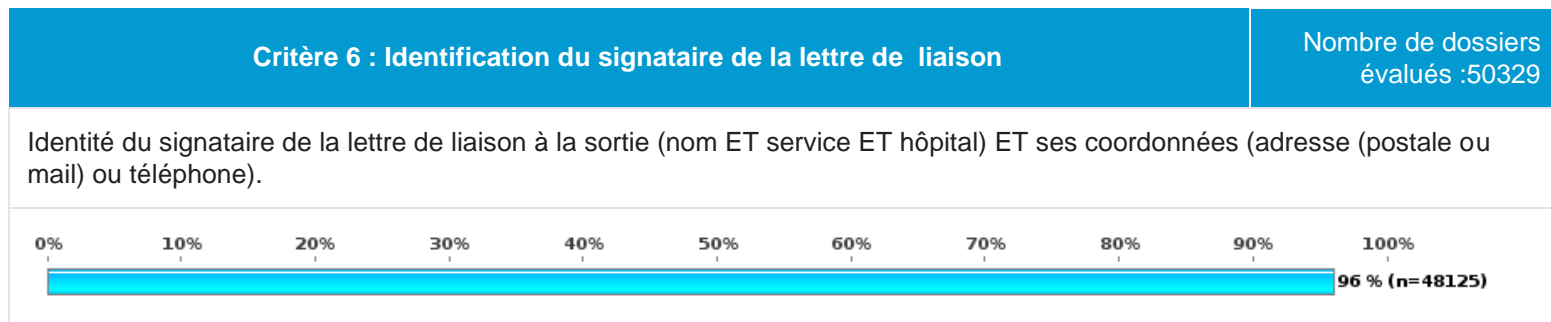 Critère 6 : Identification du signataire de la lettre de  liaison
Nombre de dossiers
évalués :50329
Identité du signataire de la lettre de liaison à la sortie (nom ET service ET hôpital) ET ses coordonnées (adresse (postale ou
mail) ou téléphone).
0% 10% 20% 30% 40% 50% 60% 70% 80% 90% 100%
96 % (n=48125)